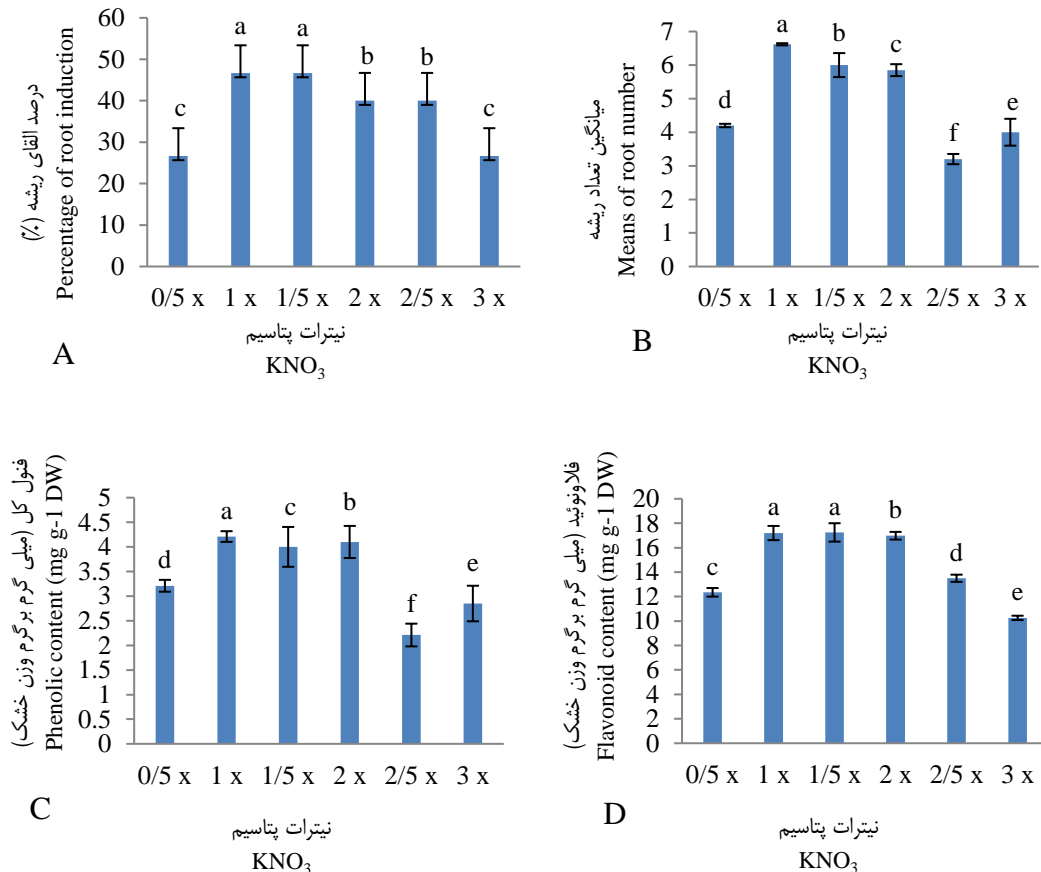 درصد القای ریشه (٪)
Percentage of root induction
60
50
40
30
20
10
0
c
a
a
b
b
c
0/5 x 1 x 1/5 x 2 x 2/5 x 3 x
نیترات پتاسیم
KNO₃
A
میانگین تعداد ریشه
Means of root number
7
6
5
4
3
2
1
0
d
a
b
c
f
e
0/5 x 1 x 1/5 x 2 x 2/5 x 3 x
نیترات پتاسیم
KNO₃
B
فنول کل (میلی گرم برگرم وزن خشک)
Phenolic content (mg g-1 DW)
5
4.5
4
3.5
3
2.5
2
1.5
1
0.5
0
d
a
c
b
f
e
0/5 x 1 x 1/5 x 2 x 2/5 x 3 x
نیترات پتاسیم
KNO₃
C
فلاونوئید (میلی گرم برگرم وزن خشک)
Flavonoid content (mg g-1 DW)
20
18
16
14
12
10
8
6
4
2
0
c
a
a
b
d
e
0/5 x 1 x 1/5 x 2 x 2/5 x 3 x
نیترات پتاسیم
KNO₃
D